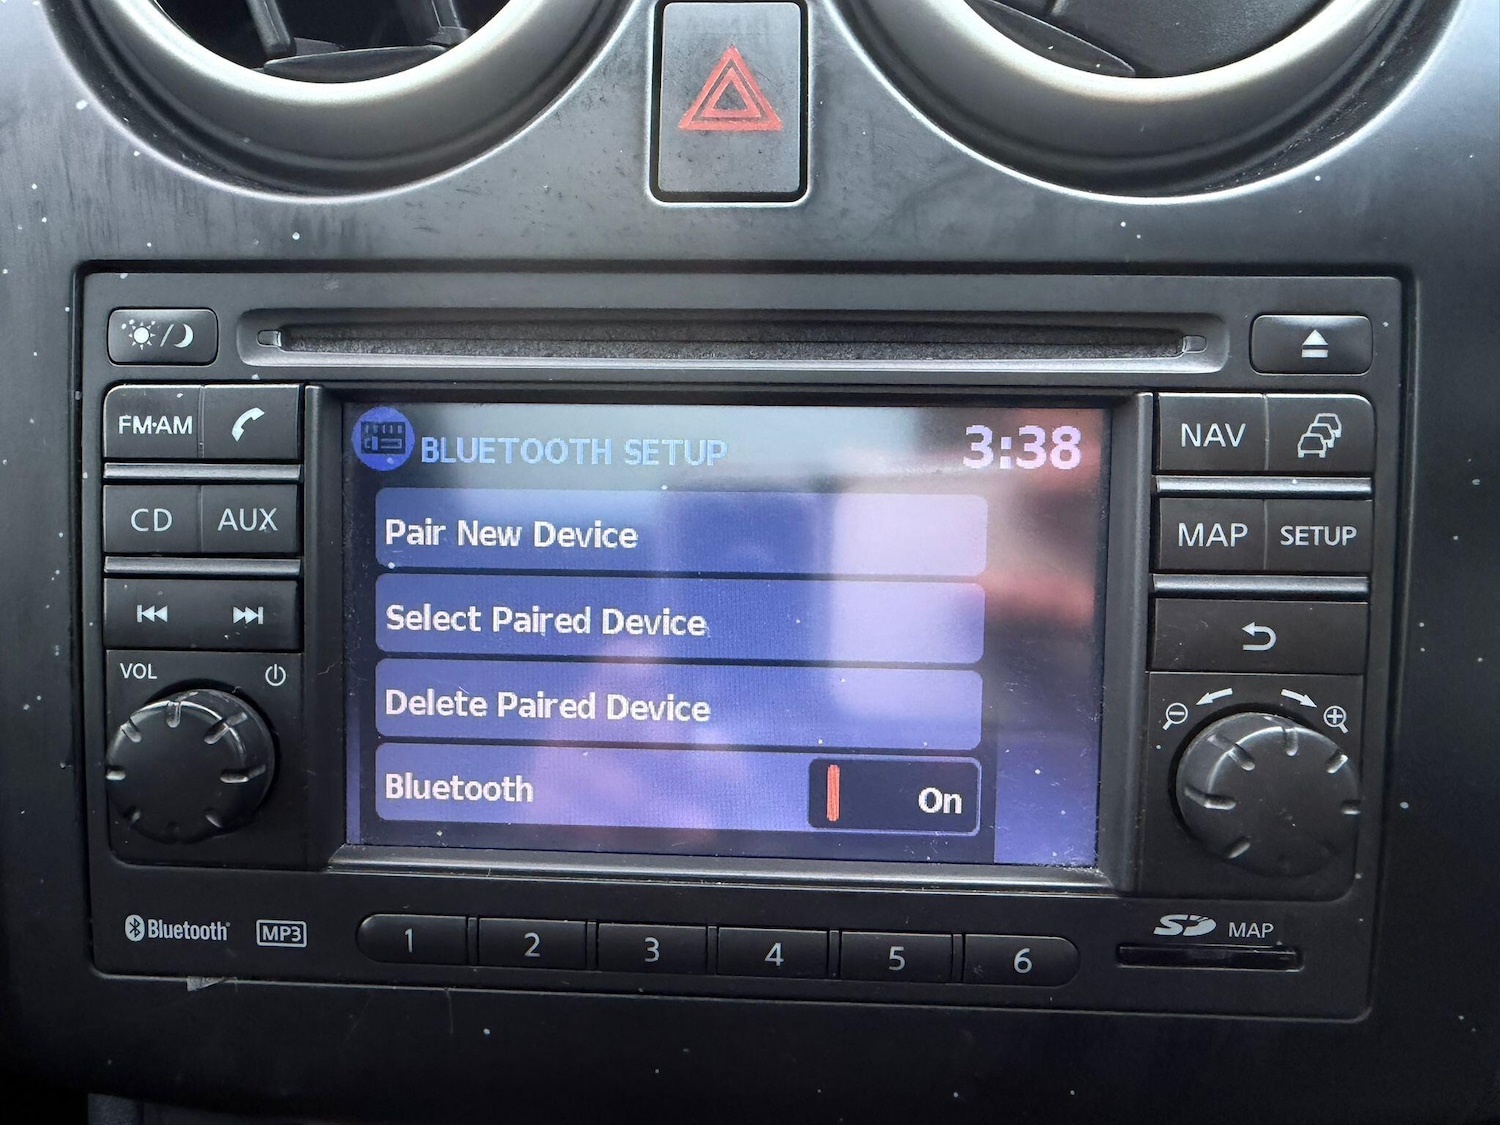 FM·AM
CD AUX
VOL
BLUETOOTH SETUP 3:38
Pair New Device
Select Paired Device
Delete Paired Device
Bluetooth On
NAV
MAP SETUP
Bluetooth® MP3
1 2 3 4 5 6
SD MAP